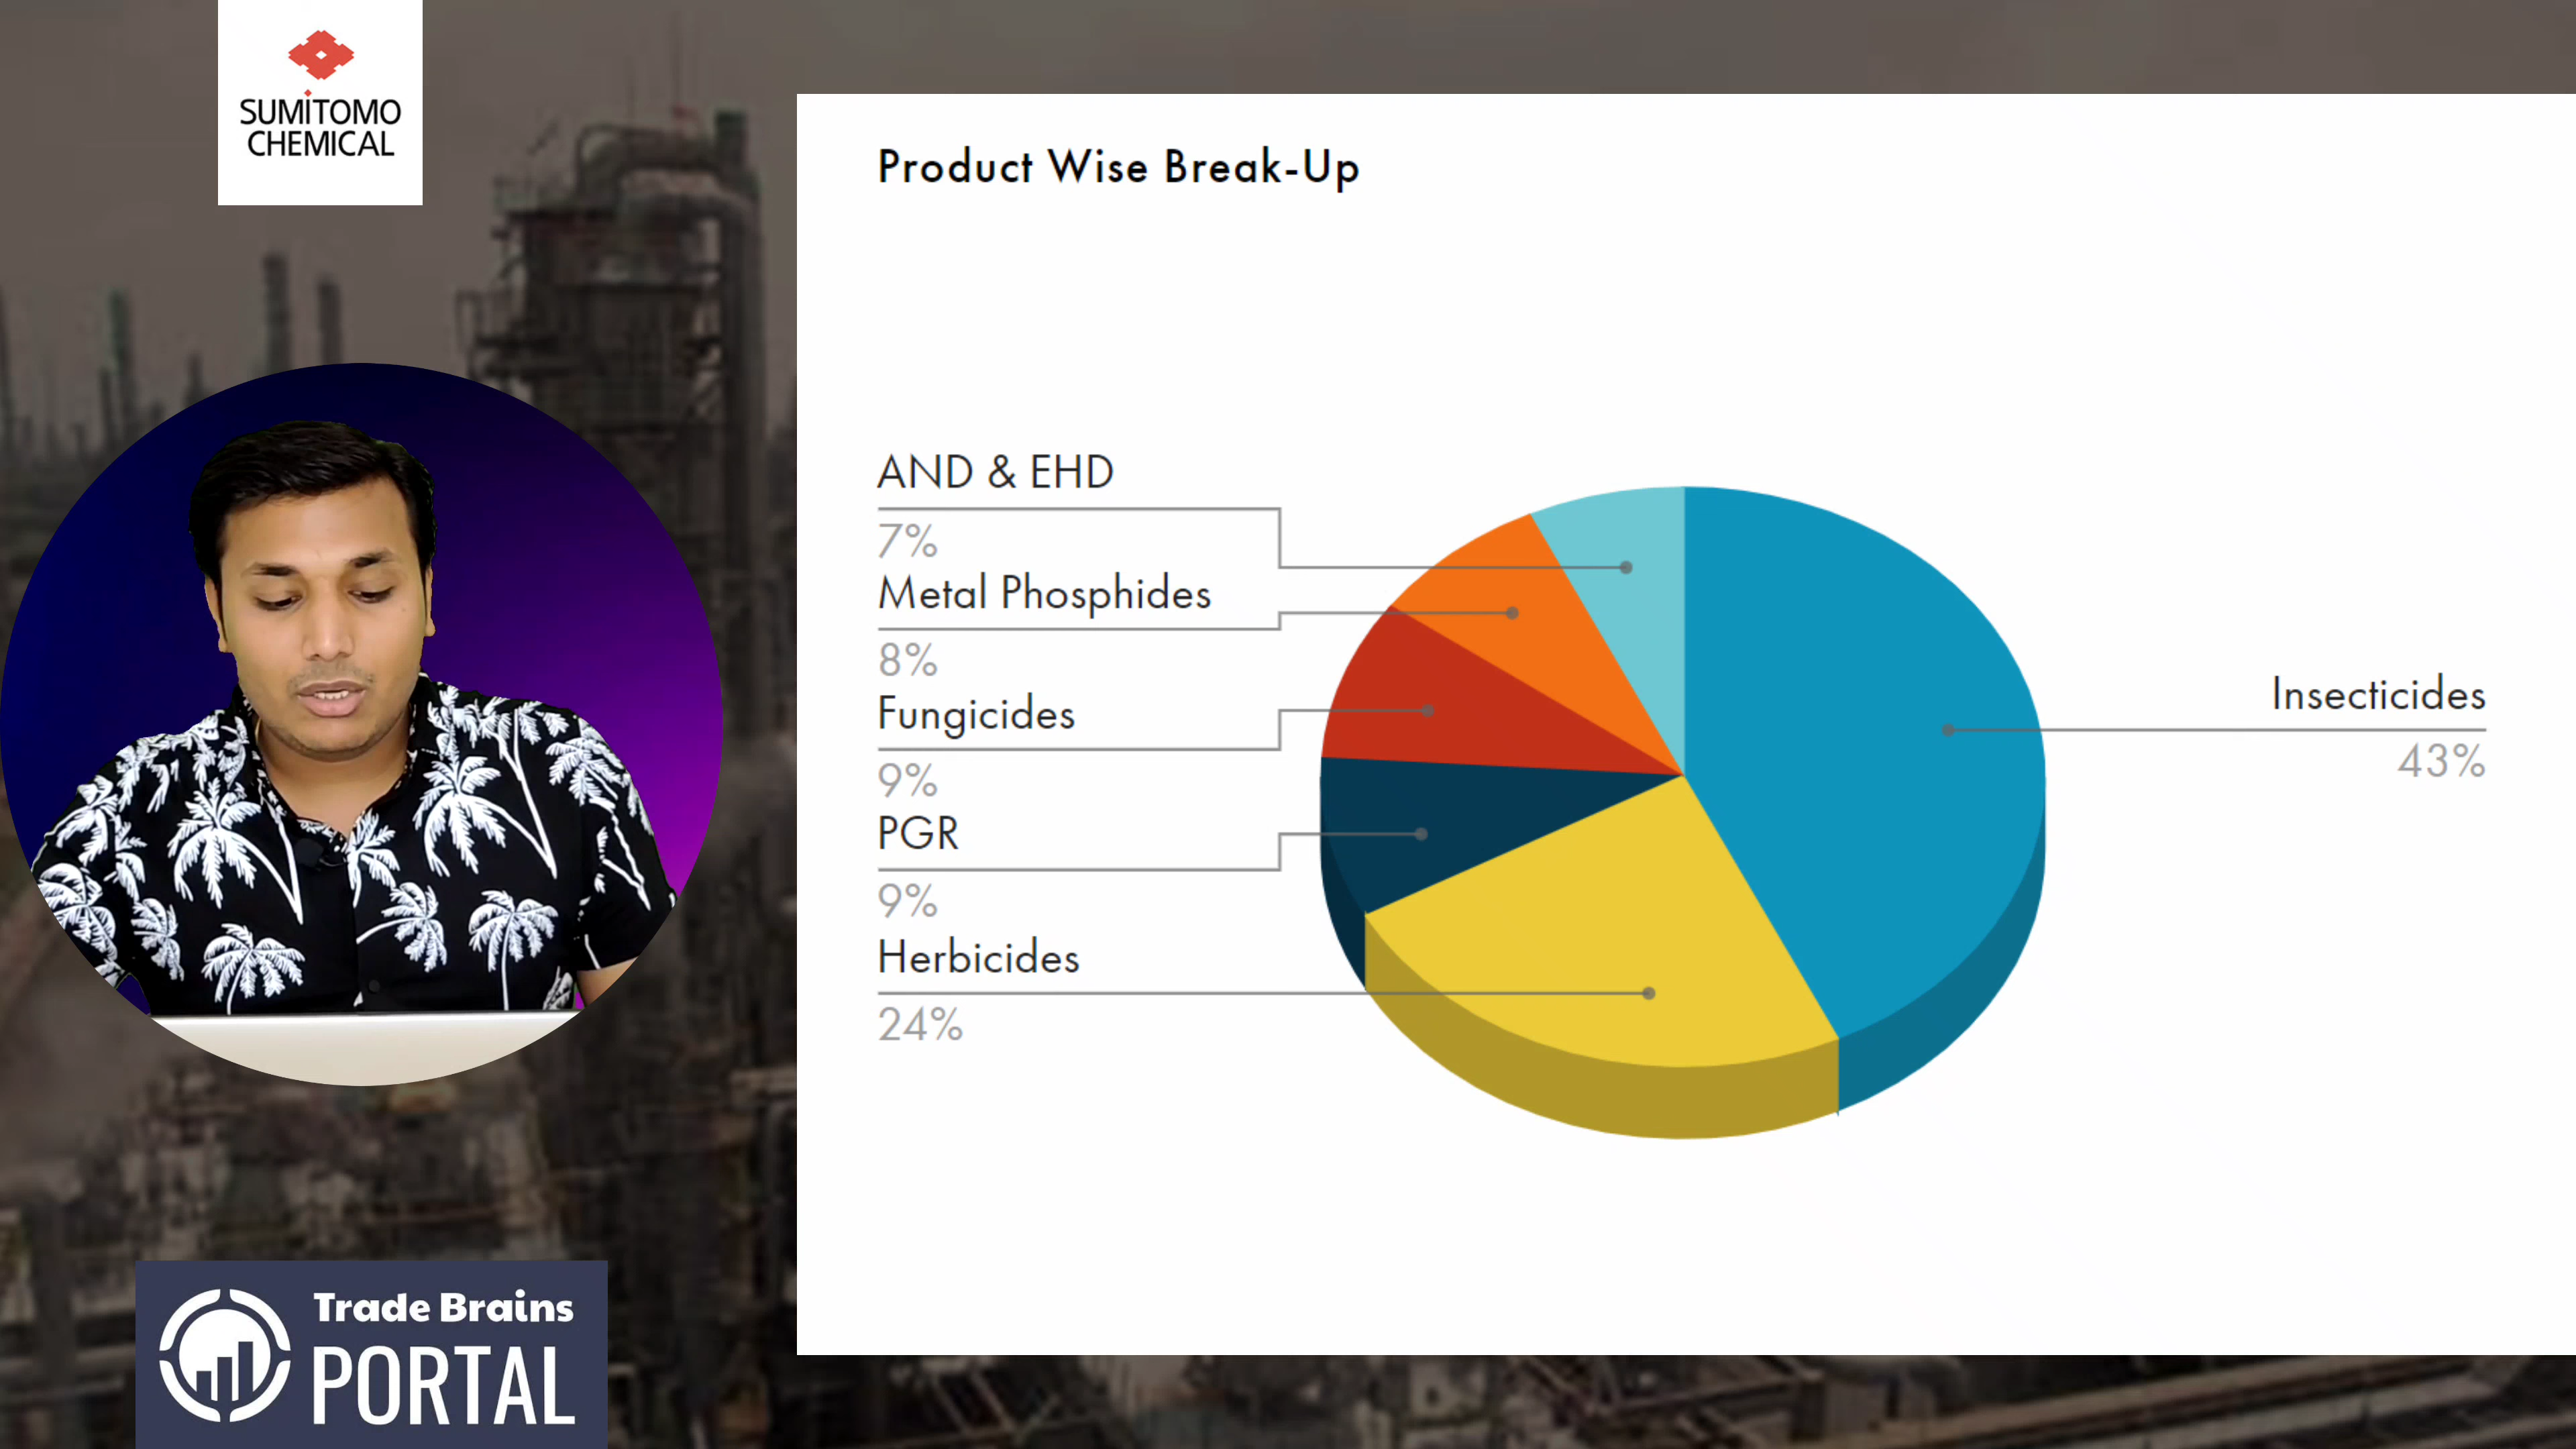 SUMITOMO
CHEMICAL
Product Wise Break-Up
AND & EHD
7%
Metal Phosphides
8%
Fungicides
9%
PGR
9%
Herbicides
24%
Insecticides
43%
Trade Brains
PORTAL